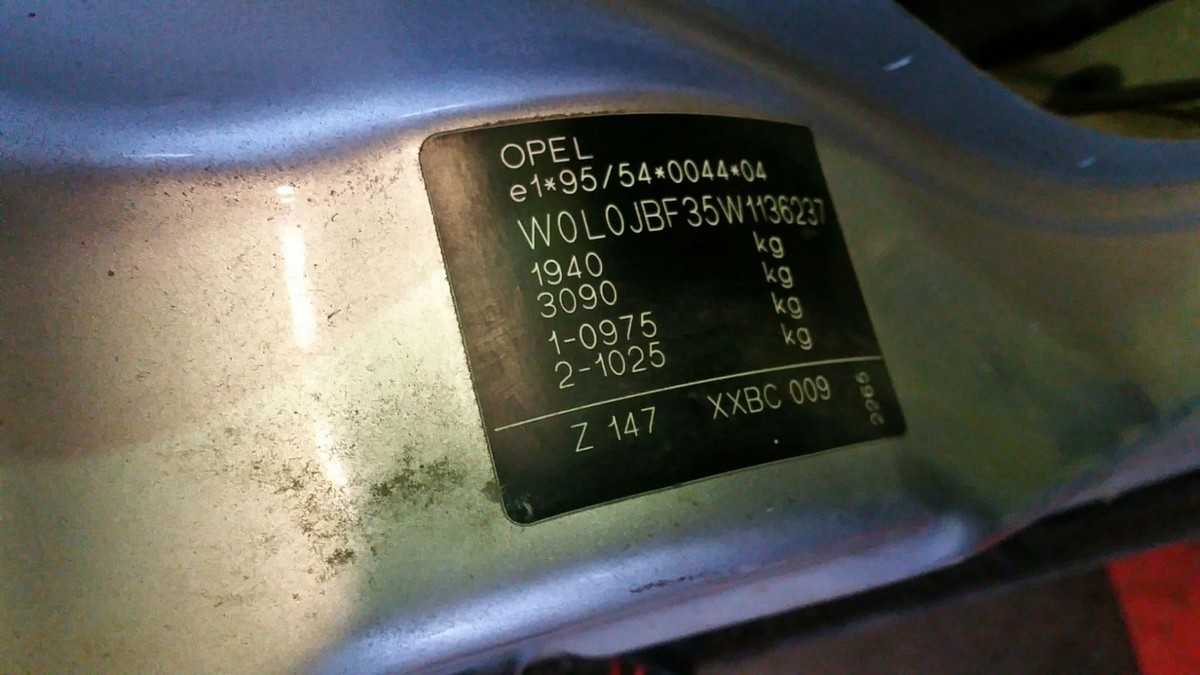 OPEL
e1*95/54*0044*04
W0L0JBF35W1136237
1940 kg
3090 kg
1-0975 kg
2-1025 kg
Z 147 XXBC 009